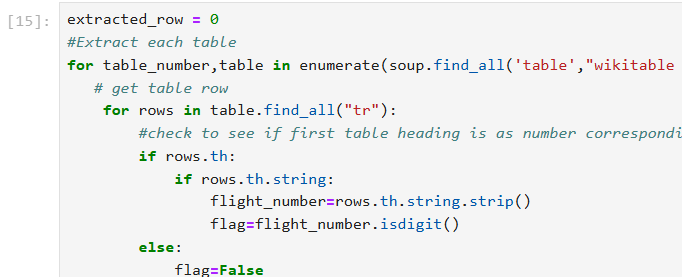 [15]:
extracted_row = 0
#Extract each table
for table_number,table in enumerate(soup.find_all('table',"wikitable
# get table row
for rows in table.find_all("tr"):
#check to see if first table heading is as number correspondi
if rows.th:
if rows.th.string:
flight_number=rows.th.string.strip()
flag=flight_number.isdigit()
else:
flag=False